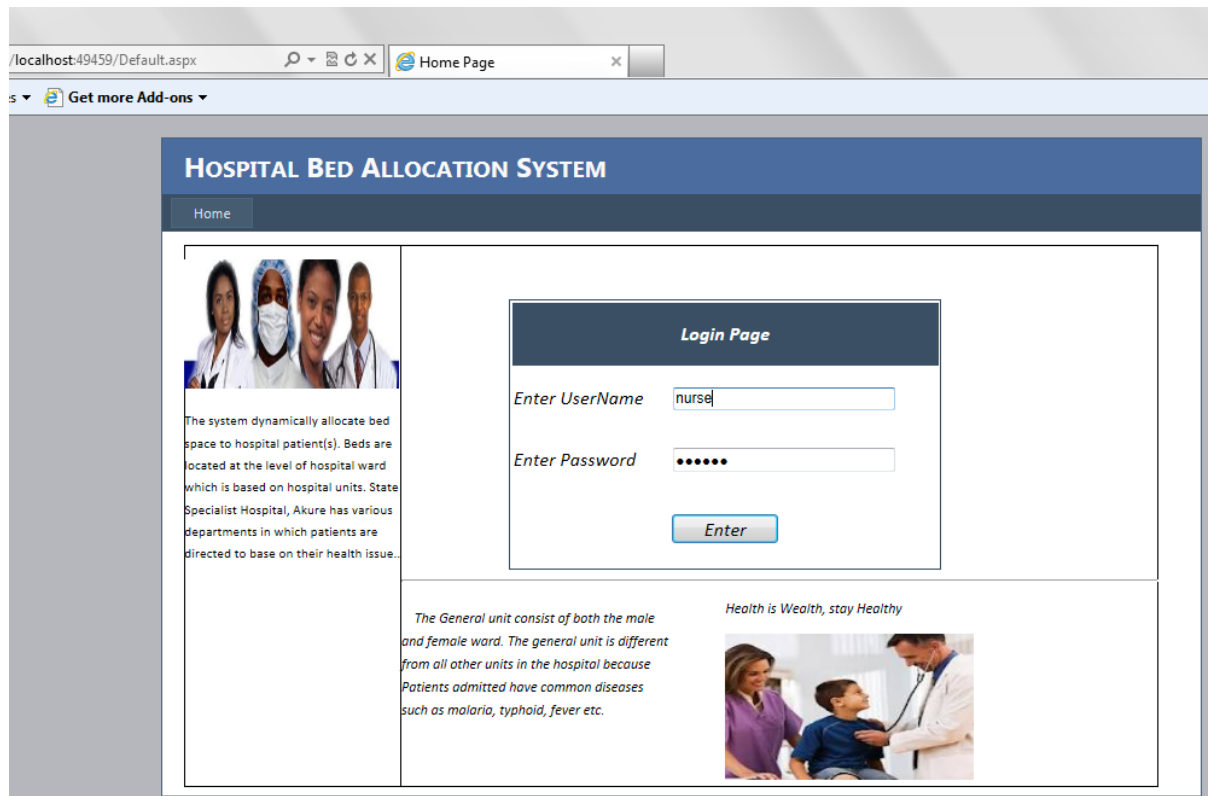 /localhost:49459/Default.aspx
Home Page
Get more Add-ons
HOSPITAL BED ALLOCATION SYSTEM
Home
The system dynamically allocate bed
space to hospital patient(s). Beds are
located at the level of hospital ward
which is based on hospital units. State
Specialist Hospital, Akure has various
departments in which patients are
directed to base on their health issue..
Login Page
Enter UserName nurse
Enter Password ●●●●●●
Enter
The General unit consist of both the male
and female ward. The general unit is different
from all other units in the hospital because
Patients admitted have common diseases
such as malaria, typhoid, fever etc.
Health is Wealth, stay Healthy